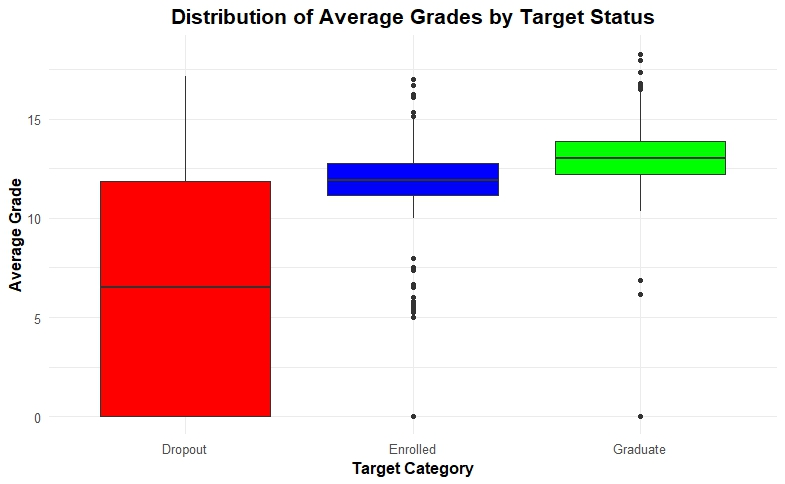 Distribution of Average Grades by Target Status
Average Grade
15
10
5
0
Dropout Enrolled Graduate
Target Category